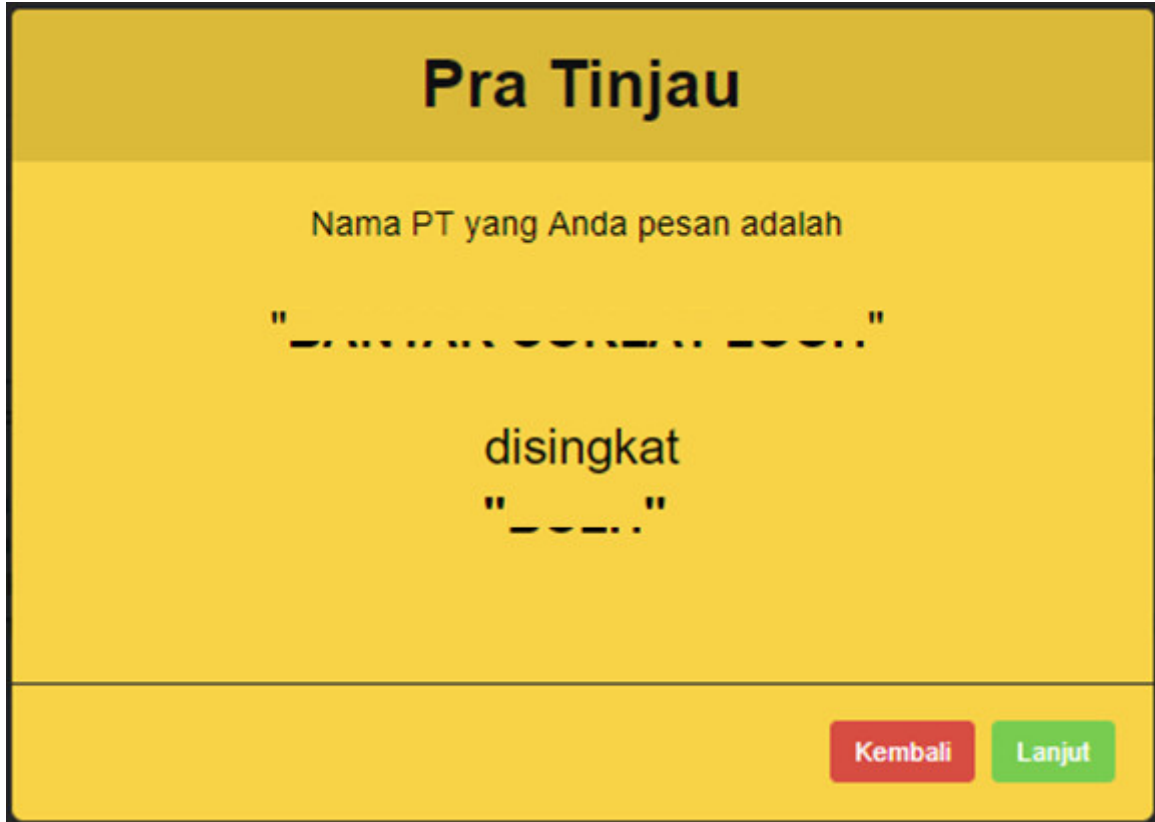 Pra Tinjau
Nama PT yang Anda pesan adalah
disingkat
Kembali
Lanjut